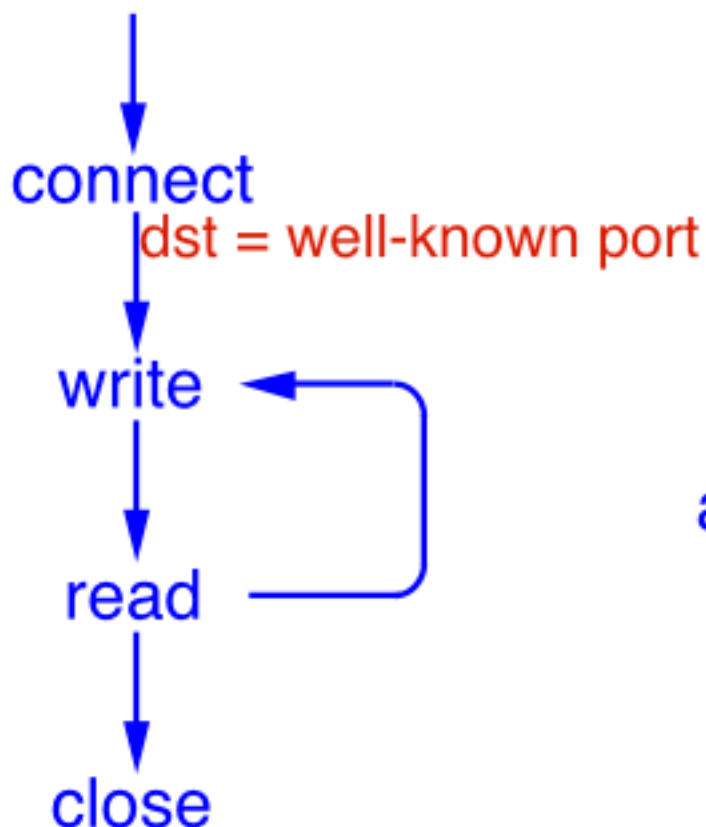 connect
dst = well-known port
write
read
close